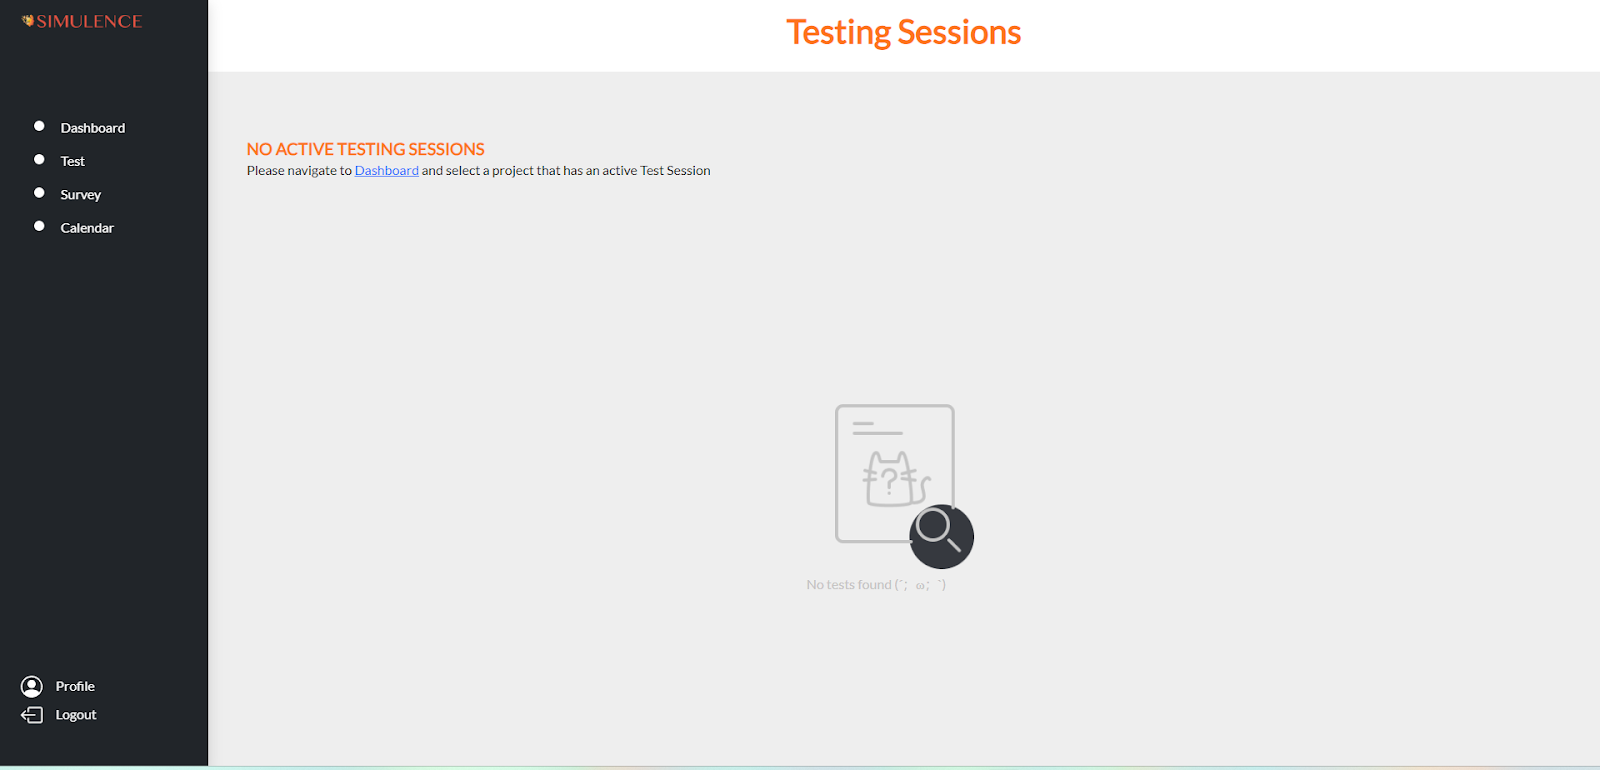 SIMULENCE
Testing Sessions
Dashboard
Test
Survey
Calendar
NO ACTIVE TESTING SESSIONS
Please navigate to Dashboard and select a project that has an active Test Session
?
No tests found (´；ω；`)
Profile
Logout